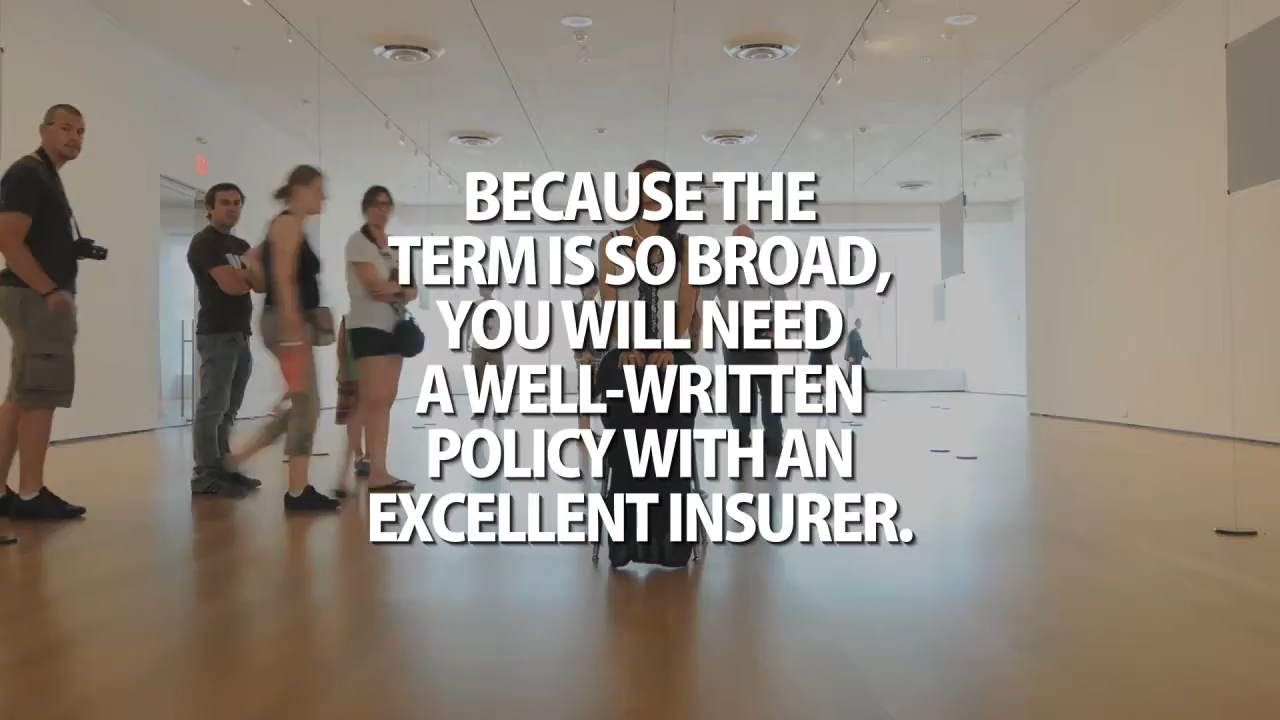 BECAUSE THE
TERM IS SO BROAD,
YOU WILL NEED
A WELL-WRITTEN
POLICY WITH AN
EXCELLENT INSURER.